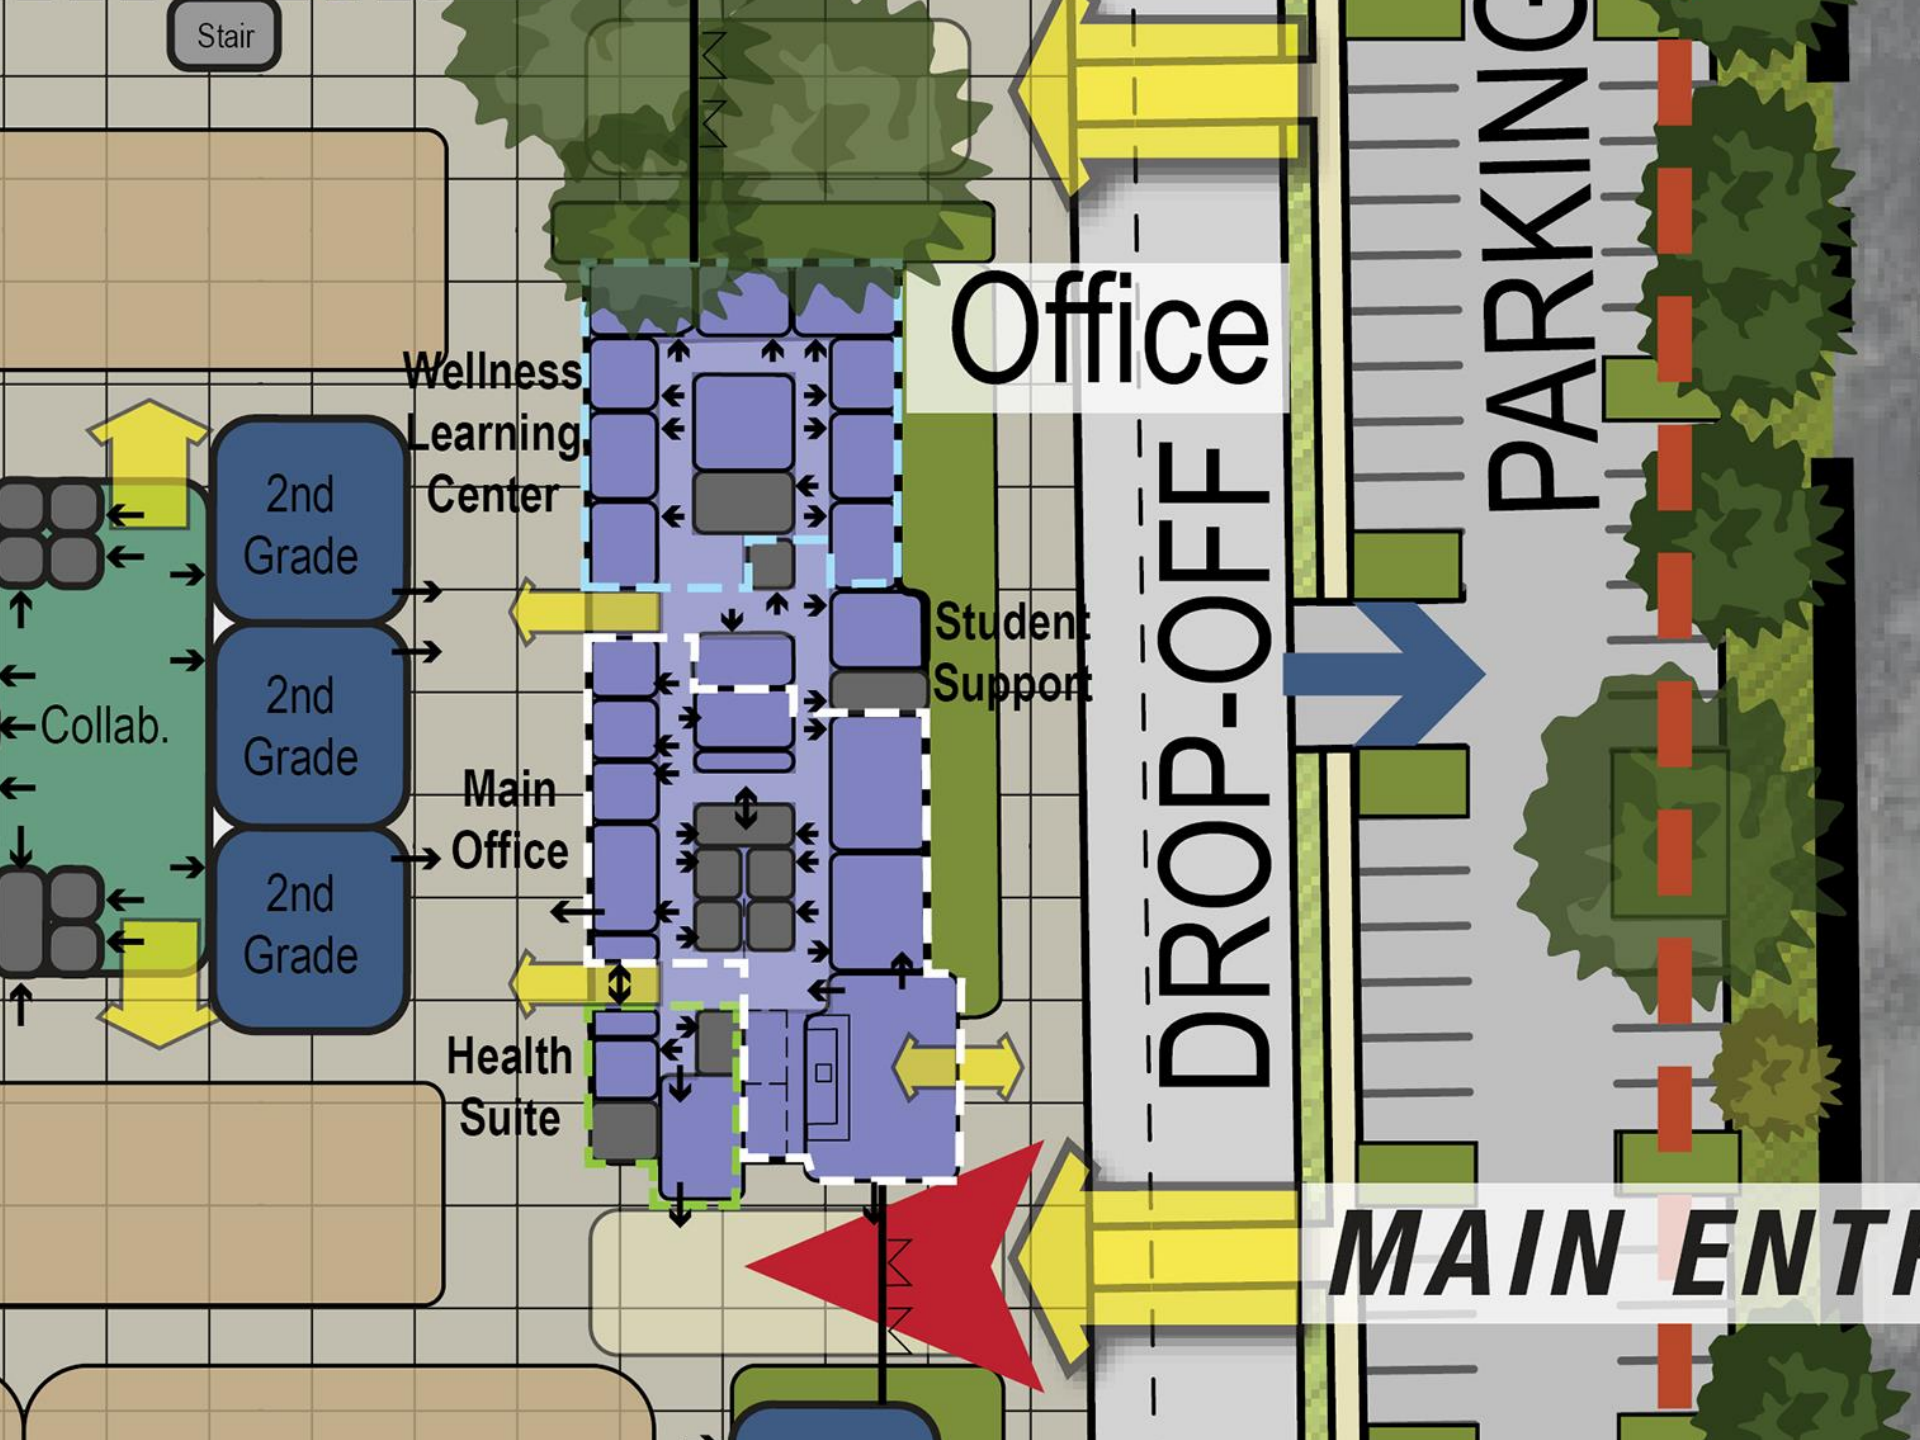 Stair
PARKING
Office
Wellness
Learning
Center
2nd
Grade
Student
Support
DROP-OFF
2nd
Grade
Collab.
Main
Office
2nd
Grade
Health
Suite
MAIN